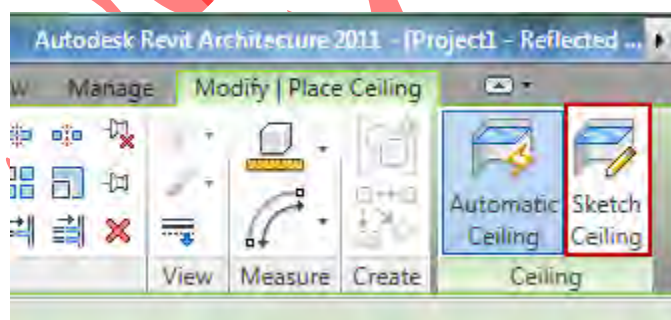 Autodesk Revit Architecture 2011 - [Project1 - Reflected ...
Manage Modify | Place Ceiling
Automatic Sketch
Ceiling Ceiling
View Measure Create Ceiling